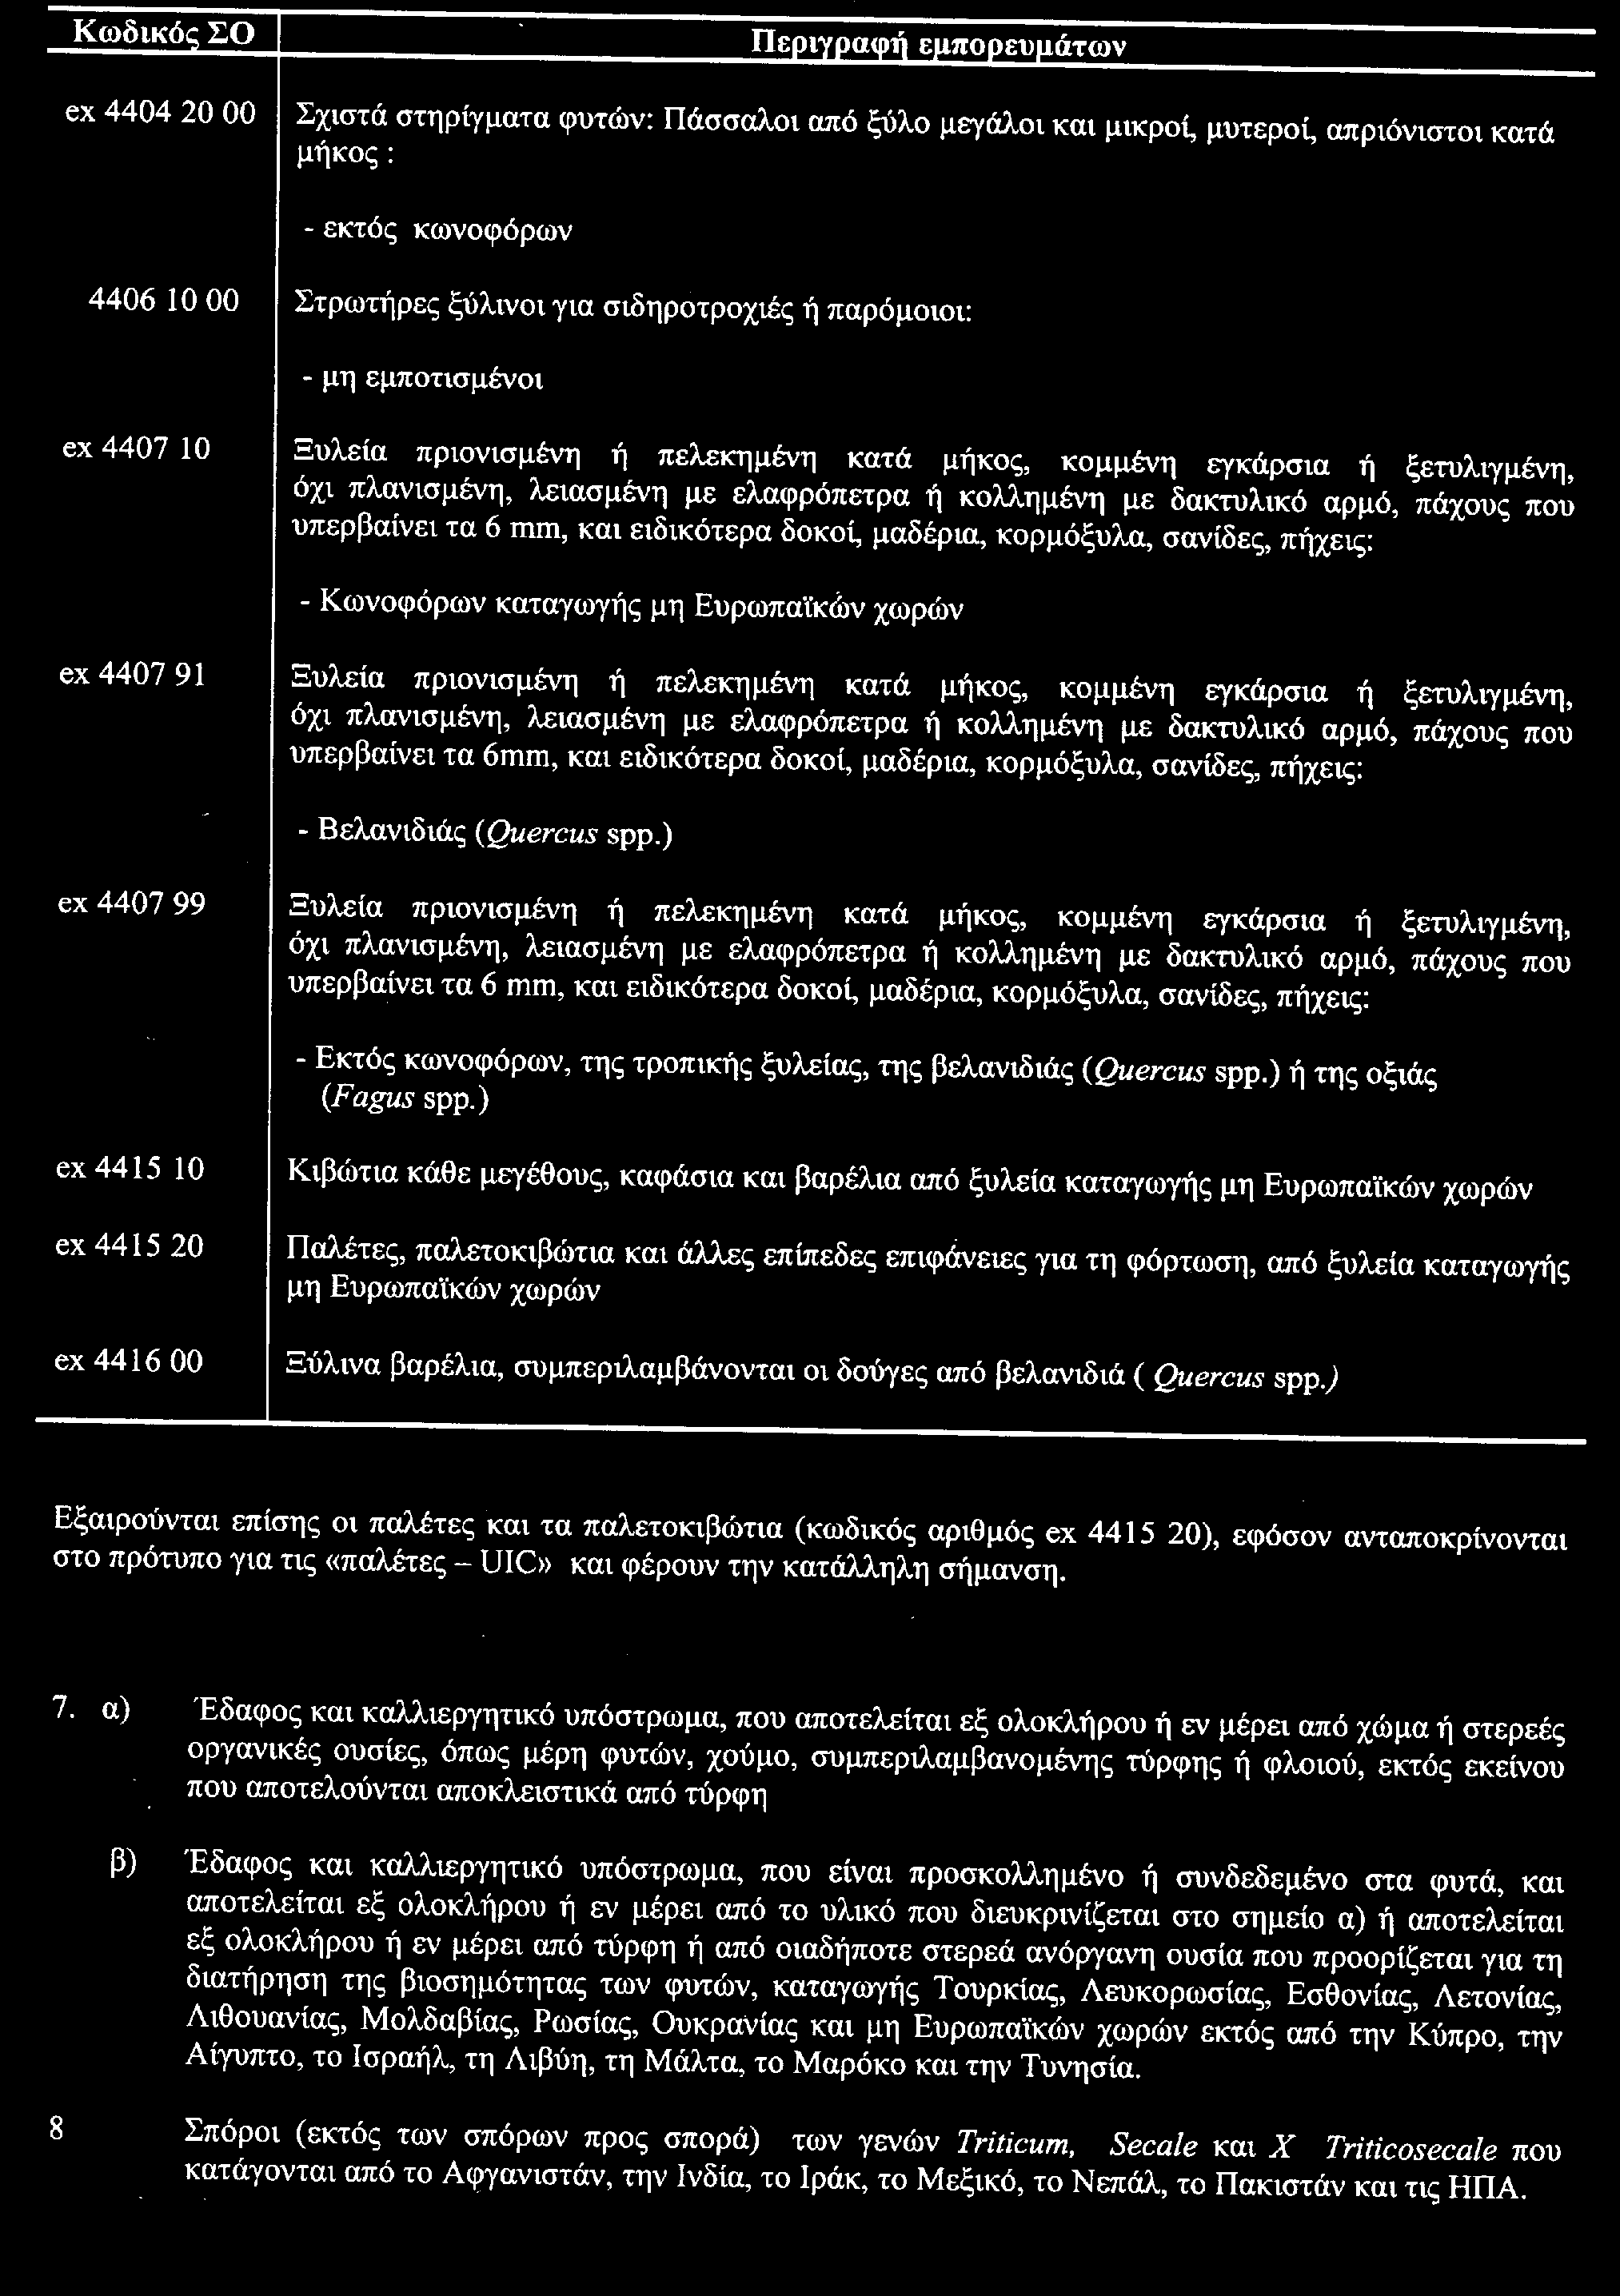 Κωδικός ΣΟ
Περιγραφή εμπορευμάτων
ex 4404 20 00 Σχιστά στηρίγματα φυτών: Πάσσαλοι από ξύλο μεγάλοι και μικροί, μυτεροί, απριόνιστοι κατά
μήκος :
- εκτός κωνοφόρων
4406 10 00 Στρωτήρες ξύλινοι για σιδηροτροχιές ή παρόμοιοι:
- μη εμποτισμένοι
ex 4407 10 Ξυλεία πριονισμένη ή πελεκημένη κατά μήκος, κομμένη εγκάρσια ή ξετυλιγμένη,
όχι πλανισμένη, λειασμένη με ελαφρόπετρα ή κολλημένη με δακτυλικό αρμό, πάχους που
υπερβαίνει τα 6 mm, και ειδικότερα δοκοί, μαδέρια, κορμόξυλα, σανίδες, πήχεις:
- Κωνοφόρων καταγωγής μη Ευρωπαϊκών χωρών
ex 4407 91 Ξυλεία πριονισμένη ή πελεκημένη κατά μήκος, κομμένη εγκάρσια ή ξετυλιγμένη,
όχι πλανισμένη, λειασμένη με ελαφρόπετρα ή κολλημένη με δακτυλικό αρμό, πάχους που
υπερβαίνει τα 6mm, και ειδικότερα δοκοί, μαδέρια, κορμόξυλα, σανίδες, πήχεις:
- Βελανιδιάς (Quercus spp.)
ex 4407 99 Ξυλεία πριονισμένη ή πελεκημένη κατά μήκος, κομμένη εγκάρσια ή ξετυλιγμένη,
όχι πλανισμένη, λειασμένη με ελαφρόπετρα ή κολλημένη με δακτυλικό αρμό, πάχους που
υπερβαίνει τα 6 mm, και ειδικότερα δοκοί, μαδέρια, κορμόξυλα, σανίδες, πήχεις:
- Εκτός κωνοφόρων, της τροπικής ξυλείας, της βελανιδιάς (Quercus spp.) ή της οξιάς
(Fagus spp.)
ex 4415 10 Κιβώτια κάθε μεγέθους, καφάσια και βαρέλια από ξυλεία καταγωγής μη Ευρωπαϊκών χωρών
ex 4415 20 Παλέτες, παλετοκιβώτια και άλλες επίπεδες επιφάνειες για τη φόρτωση, από ξυλεία καταγωγής
μη Ευρωπαϊκών χωρών
ex 4416 00 Ξύλινα βαρέλια, συμπεριλαμβάνονται οι δούγες από βελανιδιά ( Quercus spp.)
Εξαιρούνται επίσης οι παλέτες και τα παλετοκιβώτια (κωδικός αριθμός ex 4415 20), εφόσον ανταποκρίνονται
στο πρότυπο για τις «παλέτες – UIC» και φέρουν την κατάλληλη σήμανση.
7. α) Έδαφος και καλλιεργητικό υπόστρωμα, που αποτελείται εξ ολοκλήρου ή εν μέρει από χώμα ή στερεές
οργανικές ουσίες, όπως μέρη φυτών, χούμο, συμπεριλαμβανομένης τύρφης ή φλοιού, εκτός εκείνου
που αποτελούνται αποκλειστικά από τύρφη
β) Έδαφος και καλλιεργητικό υπόστρωμα, που είναι προσκολλημένο ή συνδεδεμένο στα φυτά, και
αποτελείται εξ ολοκλήρου ή εν μέρει από το υλικό που διευκρινίζεται στο σημείο α) ή αποτελείται
εξ ολοκλήρου ή εν μέρει από τύρφη ή από οιαδήποτε στερεά ανόργανη ουσία που προορίζεται για τη
διατήρηση της βιοσημότητας των φυτών, καταγωγής Τουρκίας, Λευκορωσίας, Εσθονίας, Λετονίας,
Λιθουανίας, Μολδαβίας, Ρωσίας, Ουκρανίας και μη Ευρωπαϊκών χωρών εκτός από την Κύπρο, την
Αίγυπτο, το Ισραήλ, τη Λιβύη, τη Μάλτα, το Μαρόκο και την Τυνησία.
8 Σπόροι (εκτός των σπόρων προς σπορά) των γενών Triticum, Secale και X Triticosecale που
κατάγονται από το Αφγανιστάν, την Ινδία, το Ιράκ, το Μεξικό, το Νεπάλ, το Πακιστάν και τις ΗΠΑ.